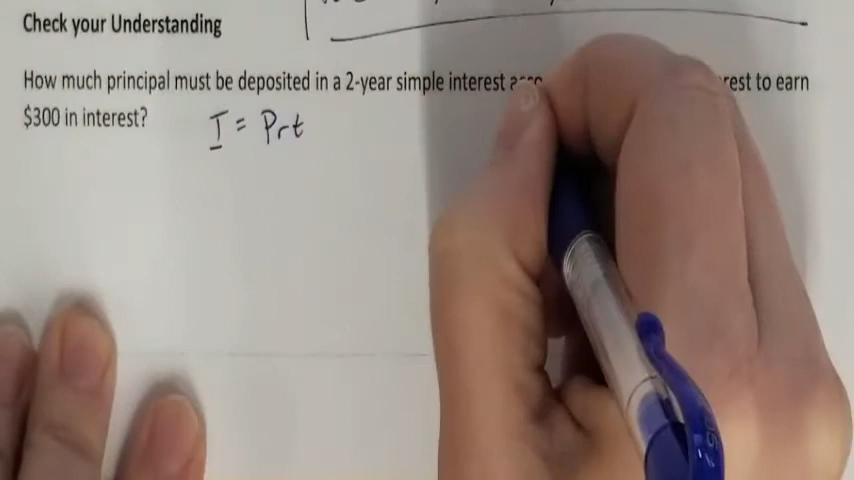 Check your Understanding
How much principal must be deposited in a 2-year simple interest to earn
$300 in interest? I = Prt